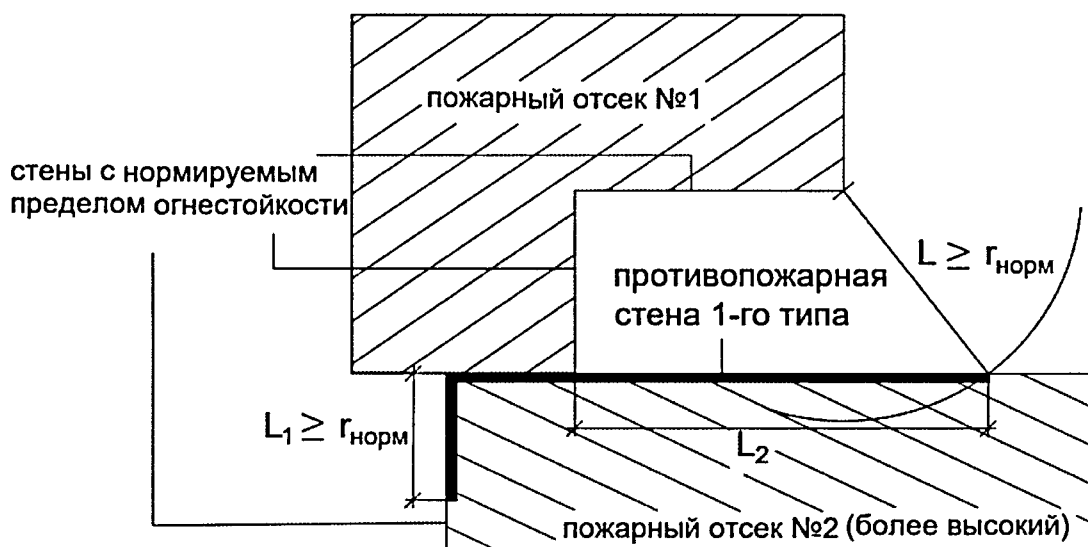 пожарный отсек №1
стены с нормируемым
пределом огнестойкости
L ≥ rнорм
противопожарная
стена 1-го типа
L1 ≥ rнорм
L2
пожарный отсек №2 (более высокий)